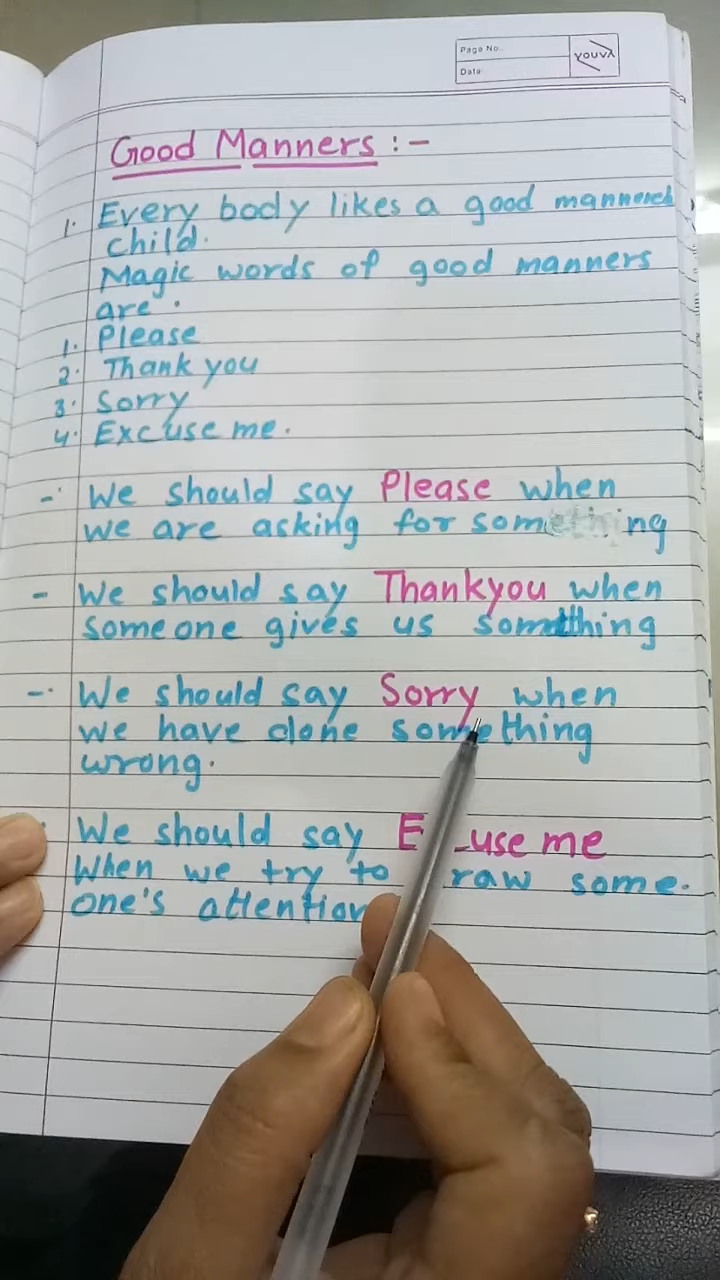 Page No.
Date
YOUVA
Good Manners :-
1. Every body likes a good mannered
child.
Magic words of good manners
are.
1. Please
2. Thank you
3. Sorry
4. Excuse me.
-. We should say Please when
we are asking for something
- We should say Thankyou when
someone gives us somthing
-. We should say Sorry when
we have done something
wrong.
We should say E use me
When we try to raw some.
one's attention